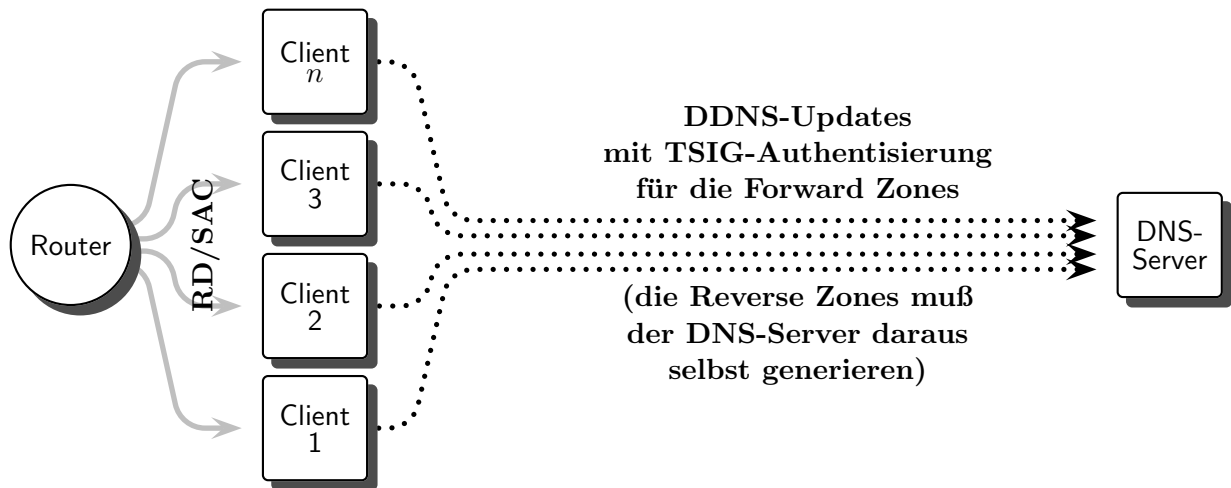 Router
RD/SAC
Client
n
Client
3
Client
2
Client
1
DDNS-Updates
mit TSIG-Authentisierung
für die Forward Zones
(die Reverse Zones muß
der DNS-Server daraus
selbst generieren)
DNS-
Server